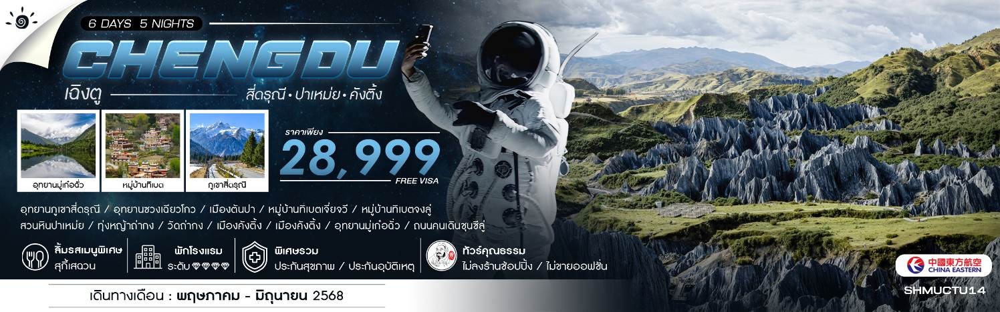 6 DAYS 5 NIGHTS
CHENGDU
เฉิงตู
สี่ดรุณี • ปาเหม่ย • คังติ้ง
ราคาเพียง
28,999
FREE VISA
อุทยานมู่เก๋อฉั่ว
หมู่บ้านทิเบต
ภูเขาสี่ดรุณี
อุทยานภูเขาสี่ดรุณี / อุทยานซวงเฉียวโกว / เมืองตันปา / หมู่บ้านทิเบตเจี่ยจวี / หมู่บ้านทิเบตจงลู่
สวนหินปาเหม่ย / ทุ่งหญ้าถ่ากง / วัดถ่ากง / เมืองคังติ้ง / เมืองคังติ้ง / อุทยานมู่เก๋อฉั่ว / ถนนคนเดินชุนซีลู่
ลิ้มรสเมนูพิเศษ
สุกี้เสฉวน
พักโรงแรม
ระดับ
พิเศษรวม
ประกันสุขภาพ / ประกันอุบัติเหตุ
ทัวร์คุณธรรม
ไม่ลงร้านช้อปปิ้ง / ไม่ขายออฟชั่น
中國東方航空
CHINA EASTERN
SHMUCTU14
เดินทางเดือน : พฤษภาคม - มิถุนายน 2568